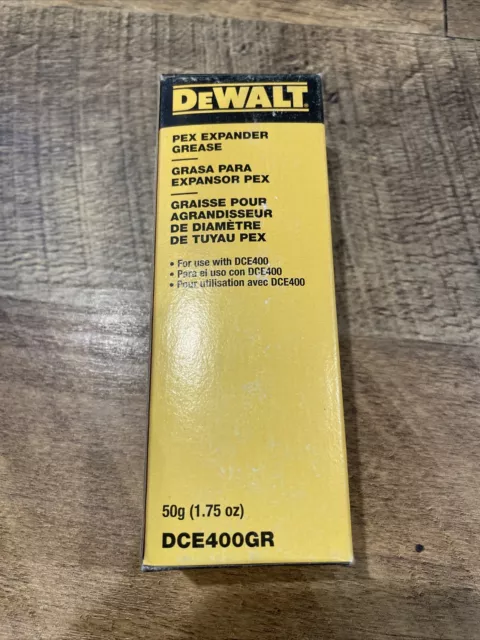 DEWALT
PEX EXPANDER
GREASE
GRASA PARA
EXPANSOR PEX
GRAISSE POUR
AGRANDISSEUR
DE DIAMÈTRE
DE TUYAU PEX
• For use with DCE400
• Para el uso con DCE400
• Pour utilisation avec DCE400
50g (1.75 oz)
DCE400GR